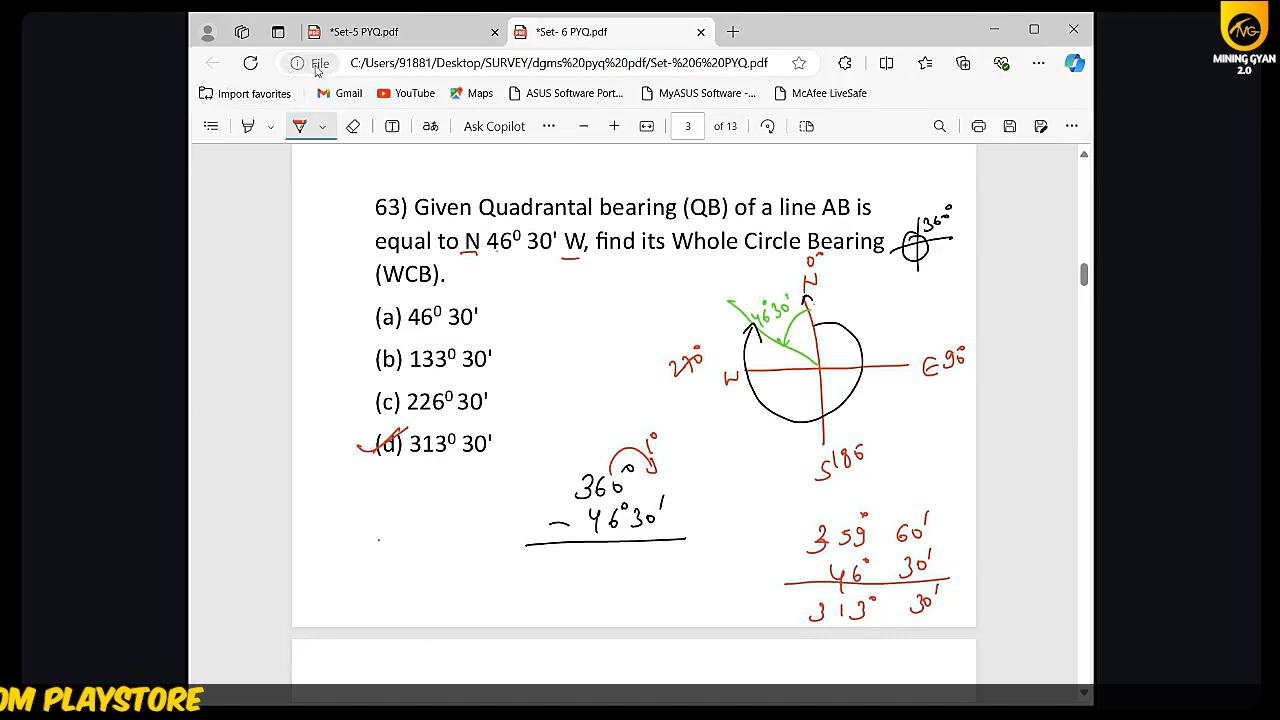 *Set-5 PYQ.pdf
*Set- 6 PYQ.pdf
File
C:/Users/91881/Desktop/SURVEY/dgms%20pyq%20pdf/Set-%206%20PYQ.pdf
MINING GYAN
2.0
Import favorites
Gmail
YouTube
Maps
ASUS Software Port...
MyASUS Software -...
McAfee LiveSafe
Ask Copilot
3
of 13
63) Given Quadrantal bearing (QB) of a line AB is
equal to N 46⁰ 30' W, find its Whole Circle Bearing
(WCB).
360°
0°
N
(a) 46⁰ 30'
46°30'
(b) 133⁰ 30'
270°
W
E 90°
(c) 226⁰ 30'
(d) 313⁰ 30'
1°
S 180
360°
- 46°30'
359° 60'
46° 30'
313° 30'
OM PLAYSTORE